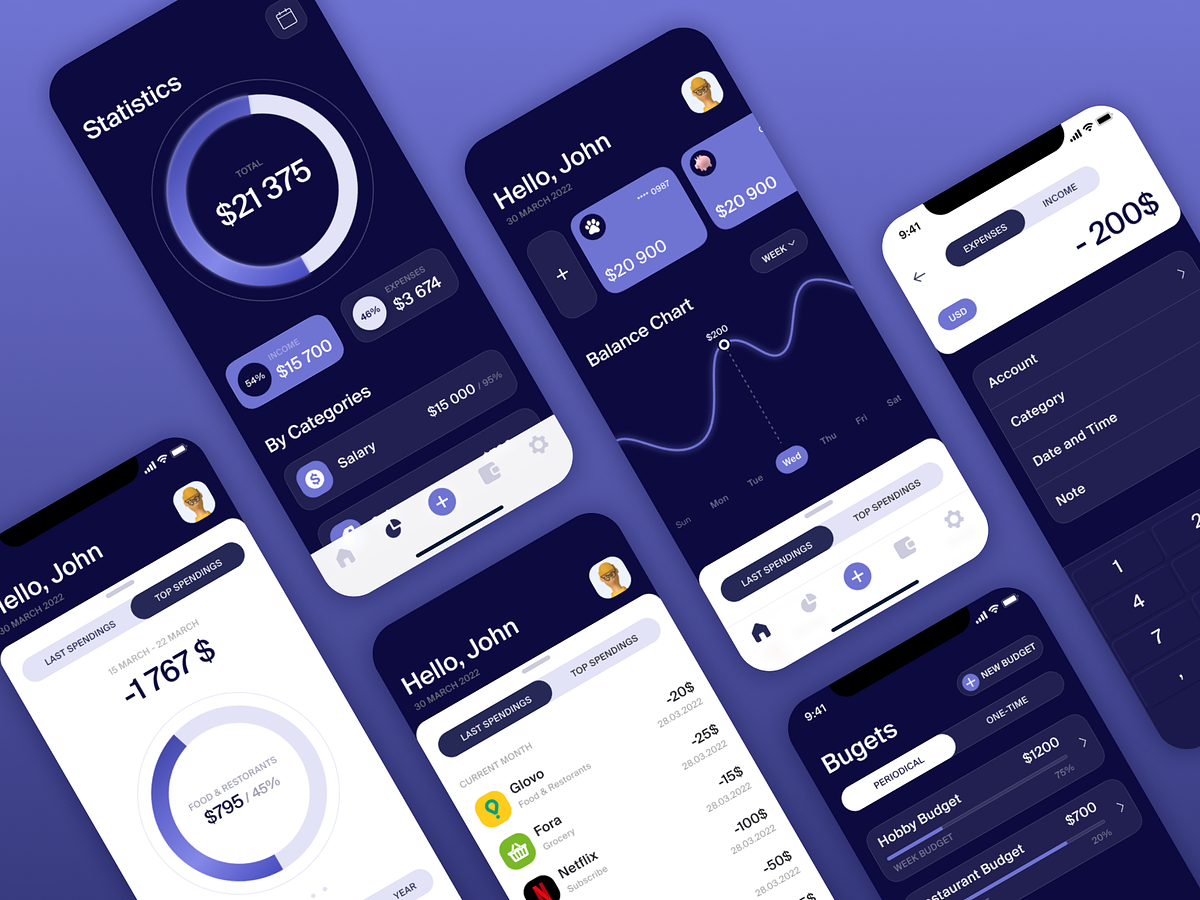 Statistics
TOTAL
$21 375
54%
INCOME
$15 700
46%
EXPENSES
$3 674
By Categories
Salary
$15 000 / 95%
Hello, John
30 MARCH 2022
**** 0987
$20 900
$20 900
WEEK
Balance Chart
$200
Sun
Mon
Tue
Wed
Thu
Fri
Sat
LAST SPENDINGS
TOP SPENDINGS
9:41
EXPENSES
INCOME
- 200$
USD
Account
Category
Date and Time
Note
1
2
4
7
,
Hello, John
30 MARCH 2022
LAST SPENDINGS
TOP SPENDINGS
15 MARCH - 22 MARCH
-1 767 $
FOOD & RESTORANTS
$795 / 45%
YEAR
Hello, John
30 MARCH 2022
LAST SPENDINGS
TOP SPENDINGS
CURRENT MONTH
Glovo
Food & Restorants
-20$
28.03.2022
Fora
Grocery
-25$
28.03.2022
Netflix
Subscribe
-15$
28.03.2022
-100$
28.03.2022
-50$
28.03.2022
9:41
Bugets
NEW BUDGET
PERIODICAL
ONE-TIME
Hobby Budget
$1200
WEEK BUDGET
75%
staurant Budget
$700
20%